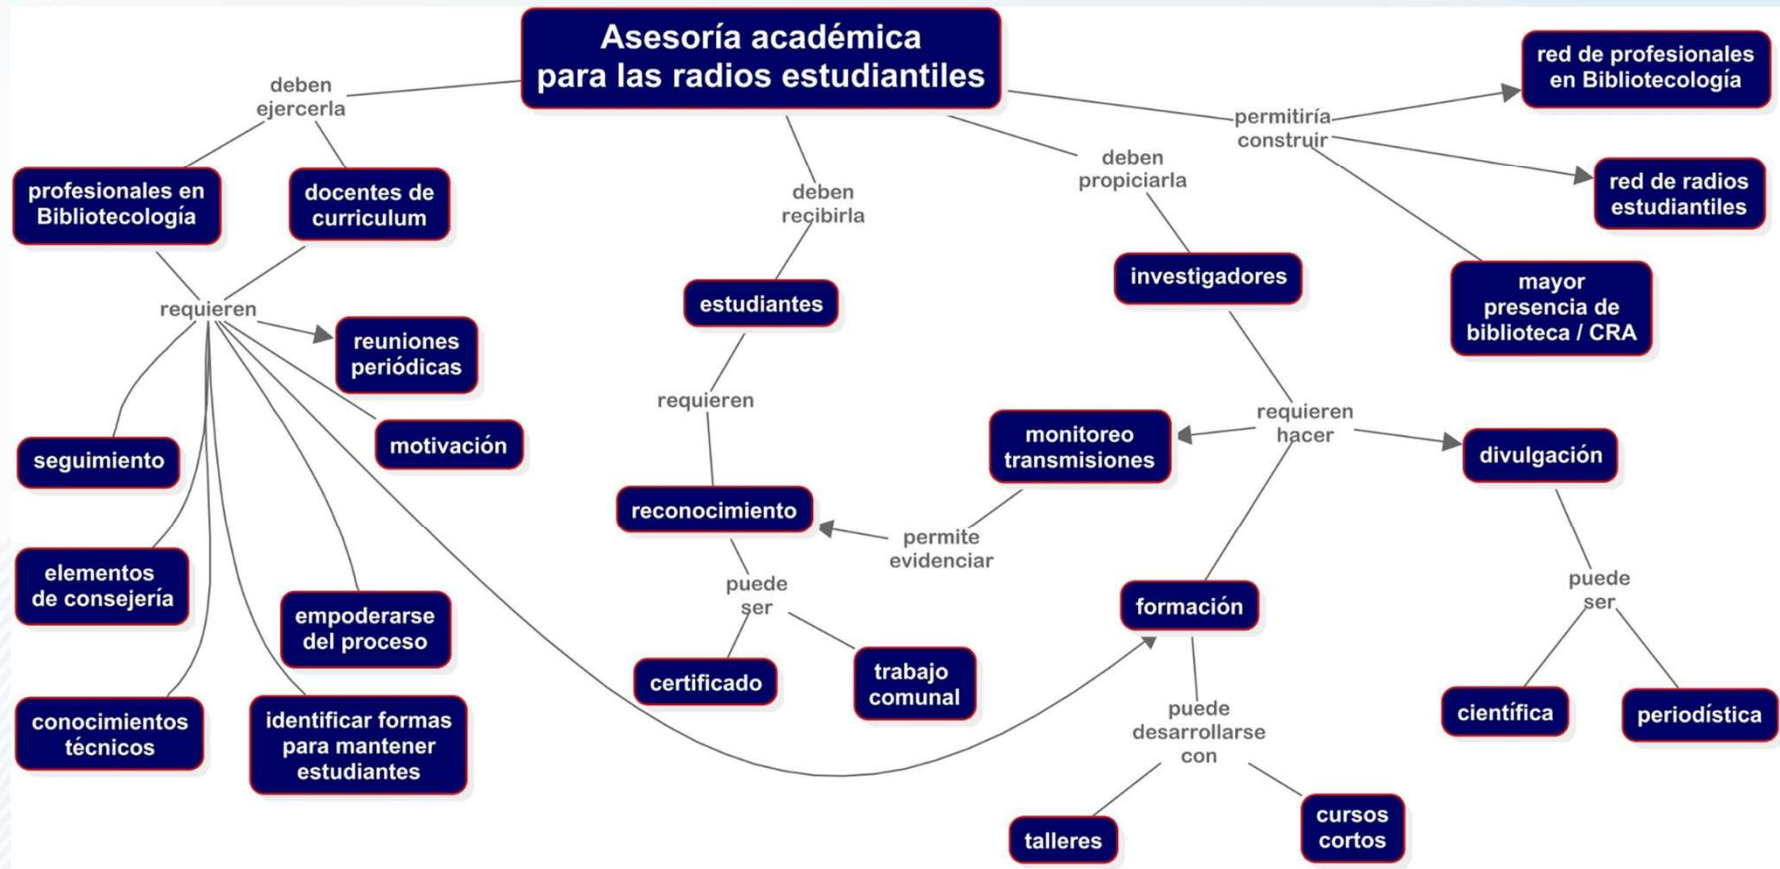 Asesoría académica
para las radios estudiantiles
deben
ejercerla
profesionales en
Bibliotecología
docentes de
curriculum
requieren
reuniones
periódicas
motivación
seguimiento
elementos
de consejería
empoderarse
del proceso
conocimientos
técnicos
identificar formas
para mantener
estudiantes
deben
recibirla
estudiantes
requieren
reconocimiento
puede
ser
certificado
trabajo
comunal
deben
propiciarla
investigadores
requieren
hacer
monitoreo
transmisiones
permite
evidenciar
formación
puede
desarrollarse
con
talleres
cursos
cortos
divulgación
puede
ser
científica
periodística
permitiría
construir
red de profesionales
en Bibliotecología
red de radios
estudiantiles
mayor
presencia de
biblioteca / CRA